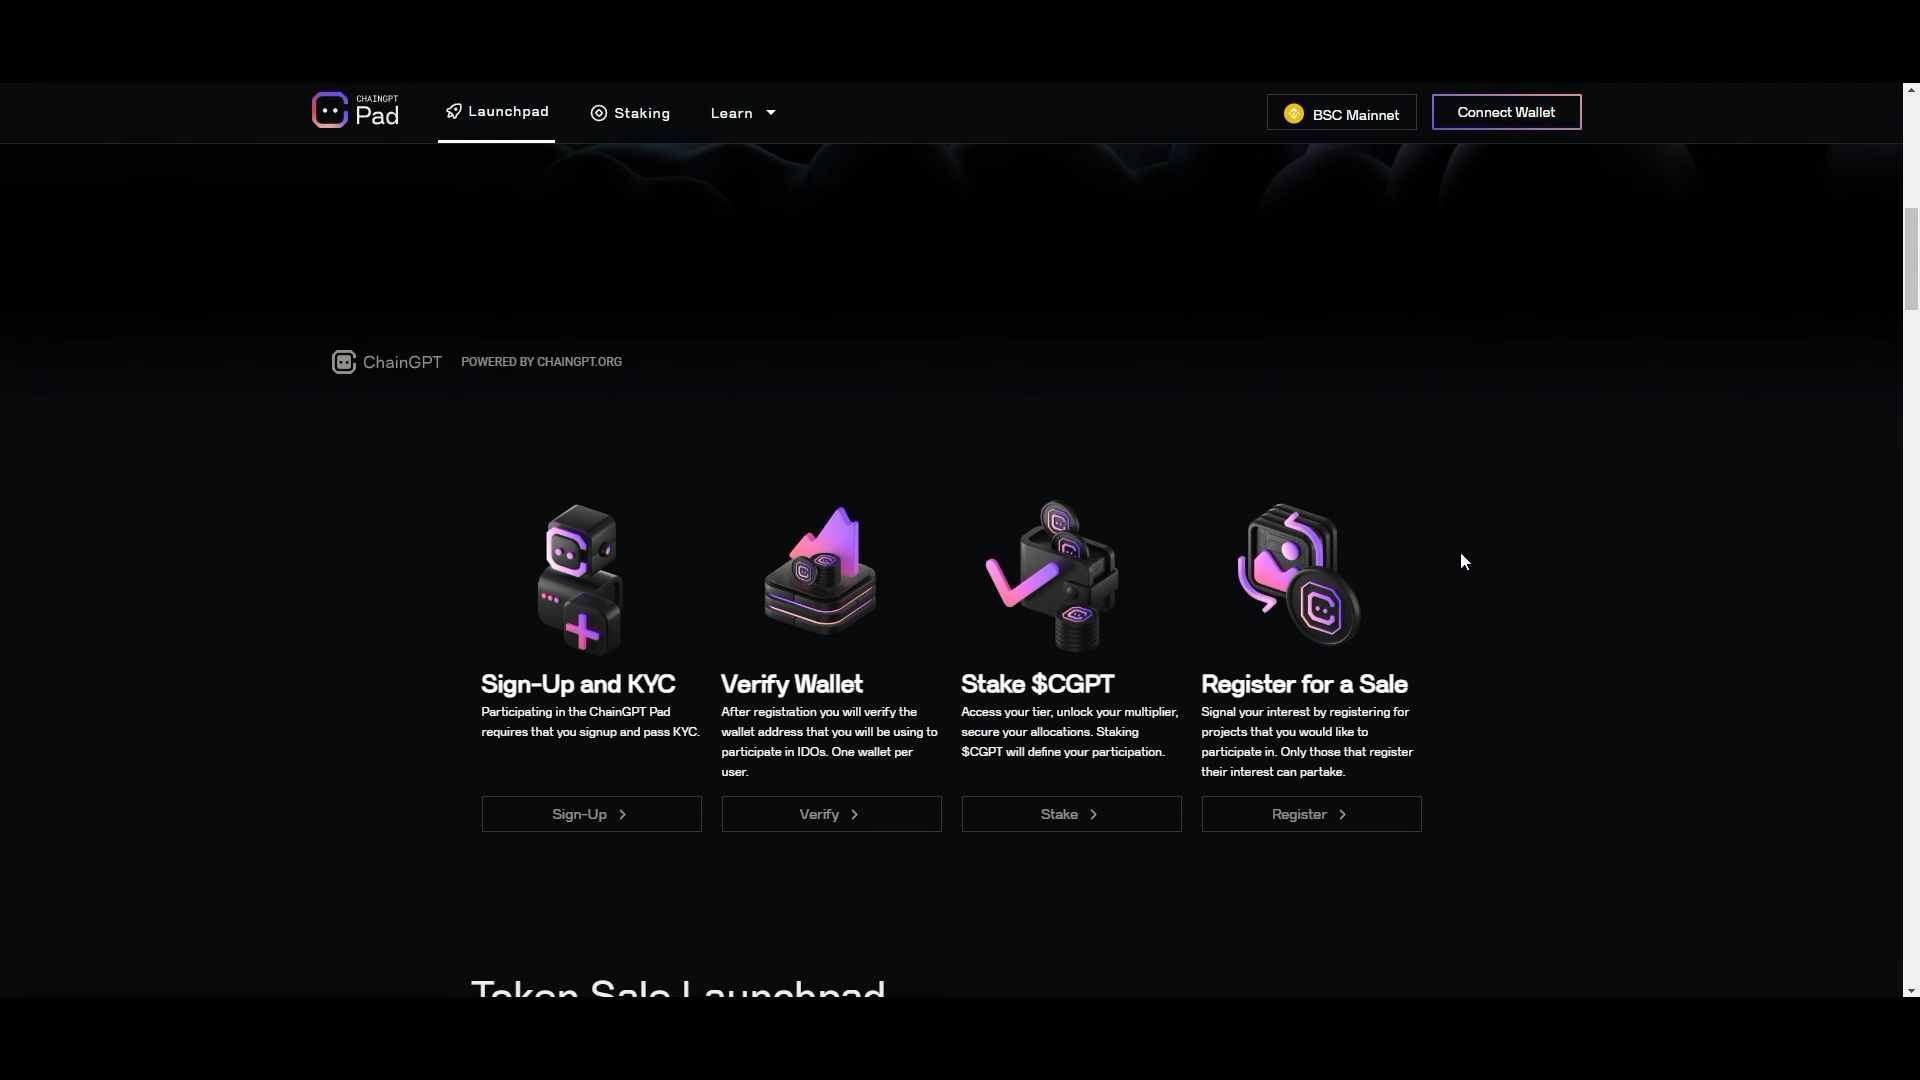 CHAINGPT
Pad
Launchpad
Staking
Learn
BSC Mainnet
Connect Wallet
ChainGPT
POWERED BY CHAINGPT.ORG
Sign-Up and KYC
Participating in the ChainGPT Pad
requires that you signup and pass KYC.
Sign-Up
Verify Wallet
After registration you will verify the
wallet address that you will be using to
participate in IDOs. One wallet per
user.
Verify
Stake $CGPT
Access your tier, unlock your multiplier,
secure your allocations. Staking
$CGPT will define your participation.
Stake
Register for a Sale
Signal your interest by registering for
projects that you would like to
participate in. Only those that register
their interest can partake.
Register
Token Sale Launchpad